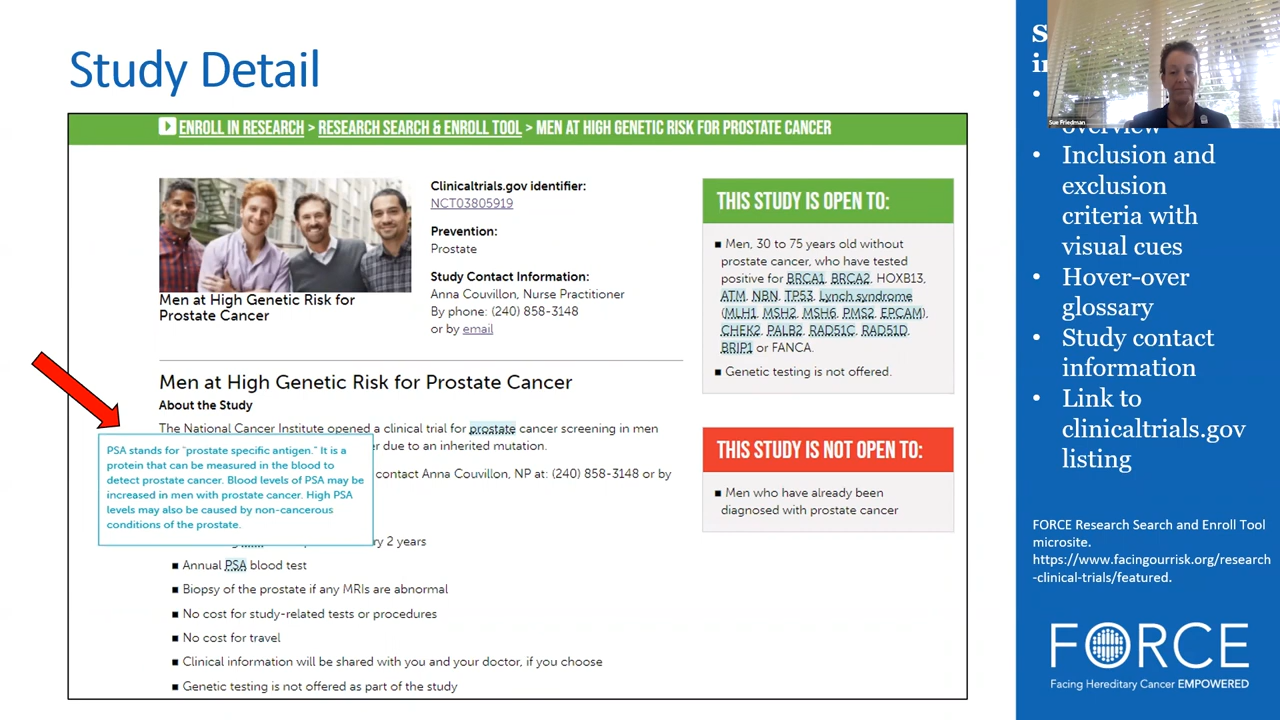 Study Detail
ENROLL IN RESEARCH > RESEARCH SEARCH & ENROLL TOOL > MEN AT HIGH GENETIC RISK FOR PROSTATE CANCER
Men at High Genetic Risk for
Prostate Cancer
Clinicaltrials.gov identifier:
NCT03805919
Prevention:
Prostate
Study Contact Information:
Anna Couvillon, Nurse Practitioner
By phone: (240) 858-3148
or by email
THIS STUDY IS OPEN TO:
■ Men, 30 to 75 years old without
prostate cancer, who have tested
positive for BRCA1, BRCA2, HOXB13,
ATM, NBN, TP53, Lynch syndrome
(MLH1, MSH2, MSH6, PMS2, EPCAM),
CHEK2, PALB2, RAD51C, RAD51D,
BRIP1 or FANCA.
■ Genetic testing is not offered.
Men at High Genetic Risk for Prostate Cancer
About the Study
The National Cancer Institute opened a clinical trial for prostate cancer screening in men
er due to an inherited mutation.
contact Anna Couvillon, NP at: (240) 858-3148 or by
PSA stands for "prostate specific antigen." It is a
protein that can be measured in the blood to
detect prostate cancer. Blood levels of PSA may be
increased in men with prostate cancer. High PSA
levels may also be caused by non-cancerous
conditions of the prostate.
ry 2 years
■ Annual PSA blood test
■ Biopsy of the prostate if any MRIs are abnormal
■ No cost for study-related tests or procedures
■ No cost for travel
■ Clinical information will be shared with you and your doctor, if you choose
■ Genetic testing is not offered as part of the study
THIS STUDY IS NOT OPEN TO:
■ Men who have already been
diagnosed with prostate cancer
Sue Friedman
overview
• Inclusion and
exclusion
criteria with
visual cues
• Hover-over
glossary
• Study contact
information
• Link to
clinicaltrials.gov
listing
FORCE Research Search and Enroll Tool
microsite.
https://www.facingourrisk.org/research
-clinical-trials/featured.
FORCE
Facing Hereditary Cancer EMPOWERED